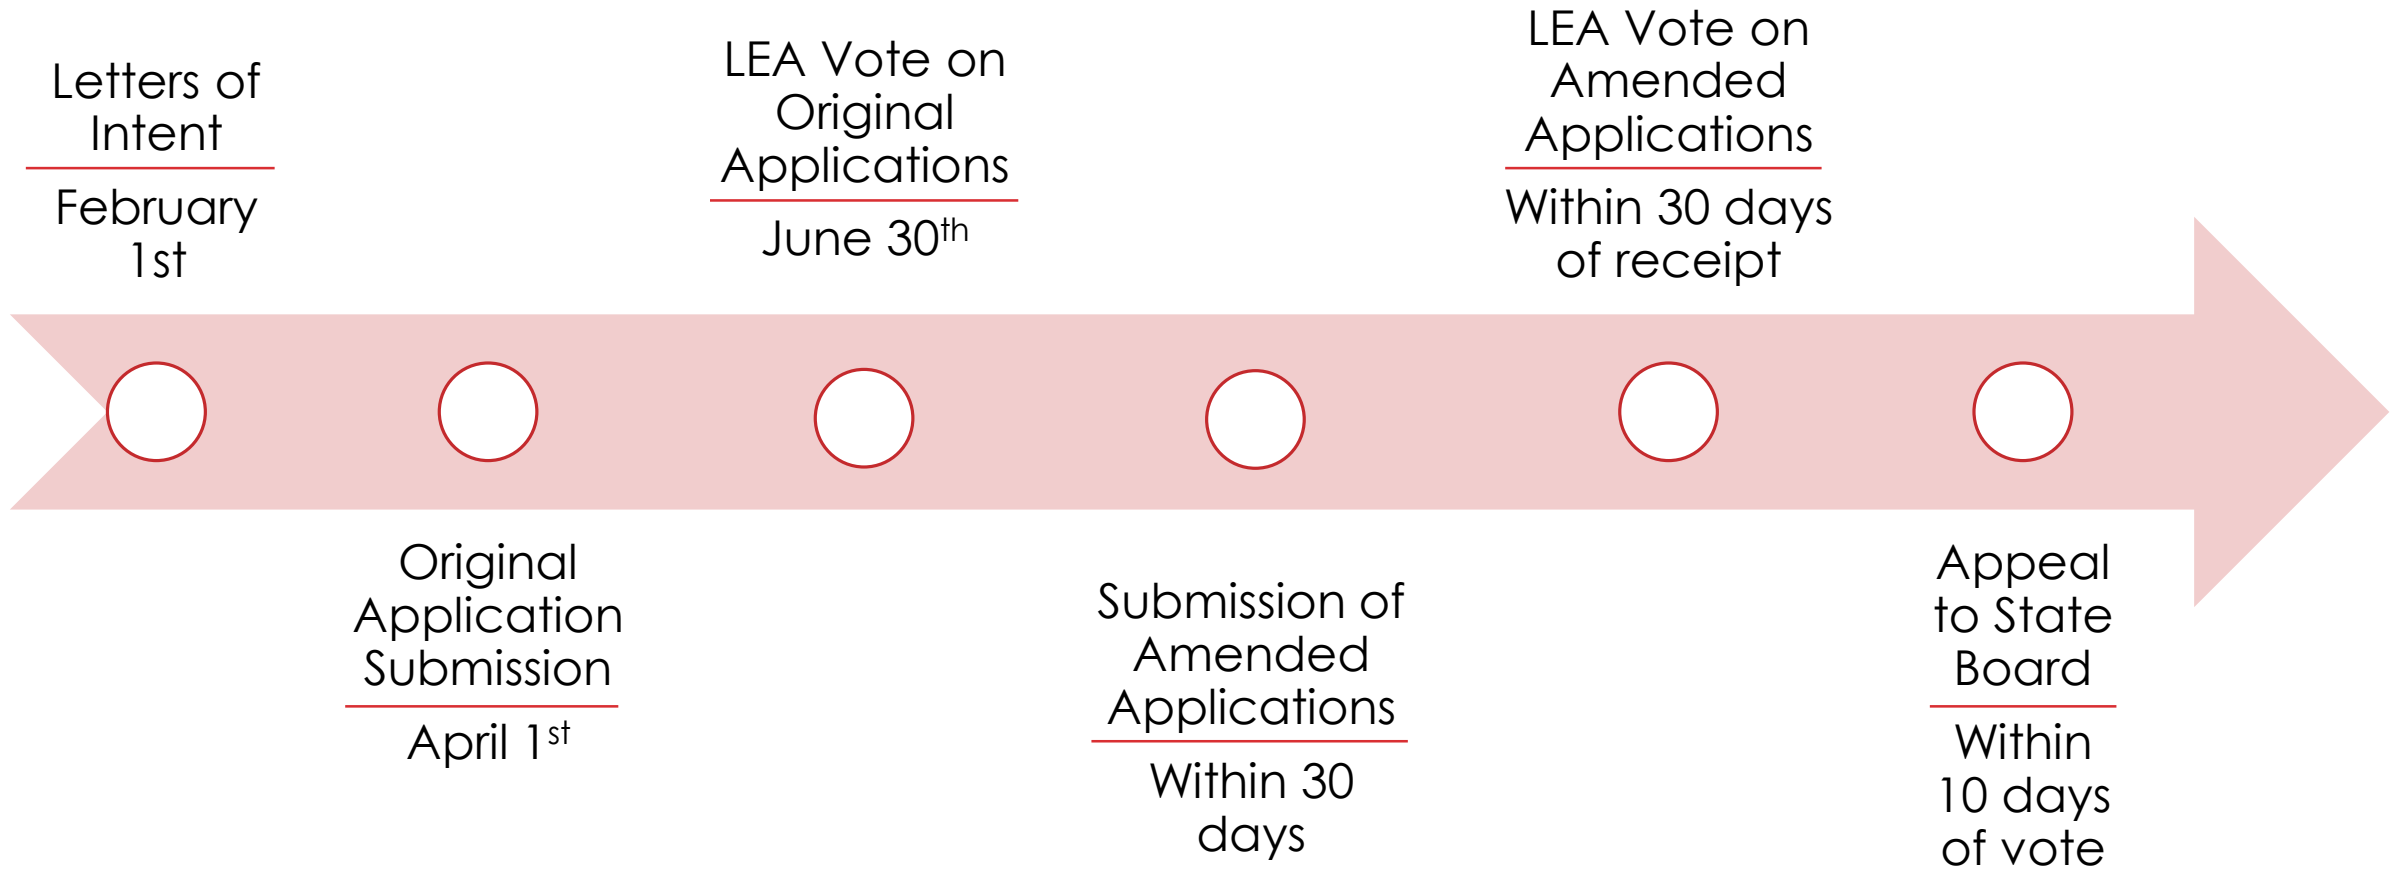 Letters of
Intent
February
1st
Original
Application
Submission
April 1st
LEA Vote on
Original
Applications
June 30th
Submission of
Amended
Applications
Within 30
days
LEA Vote on
Amended
Applications
Within 30 days
of receipt
Appeal
to State
Board
Within
10 days
of vote